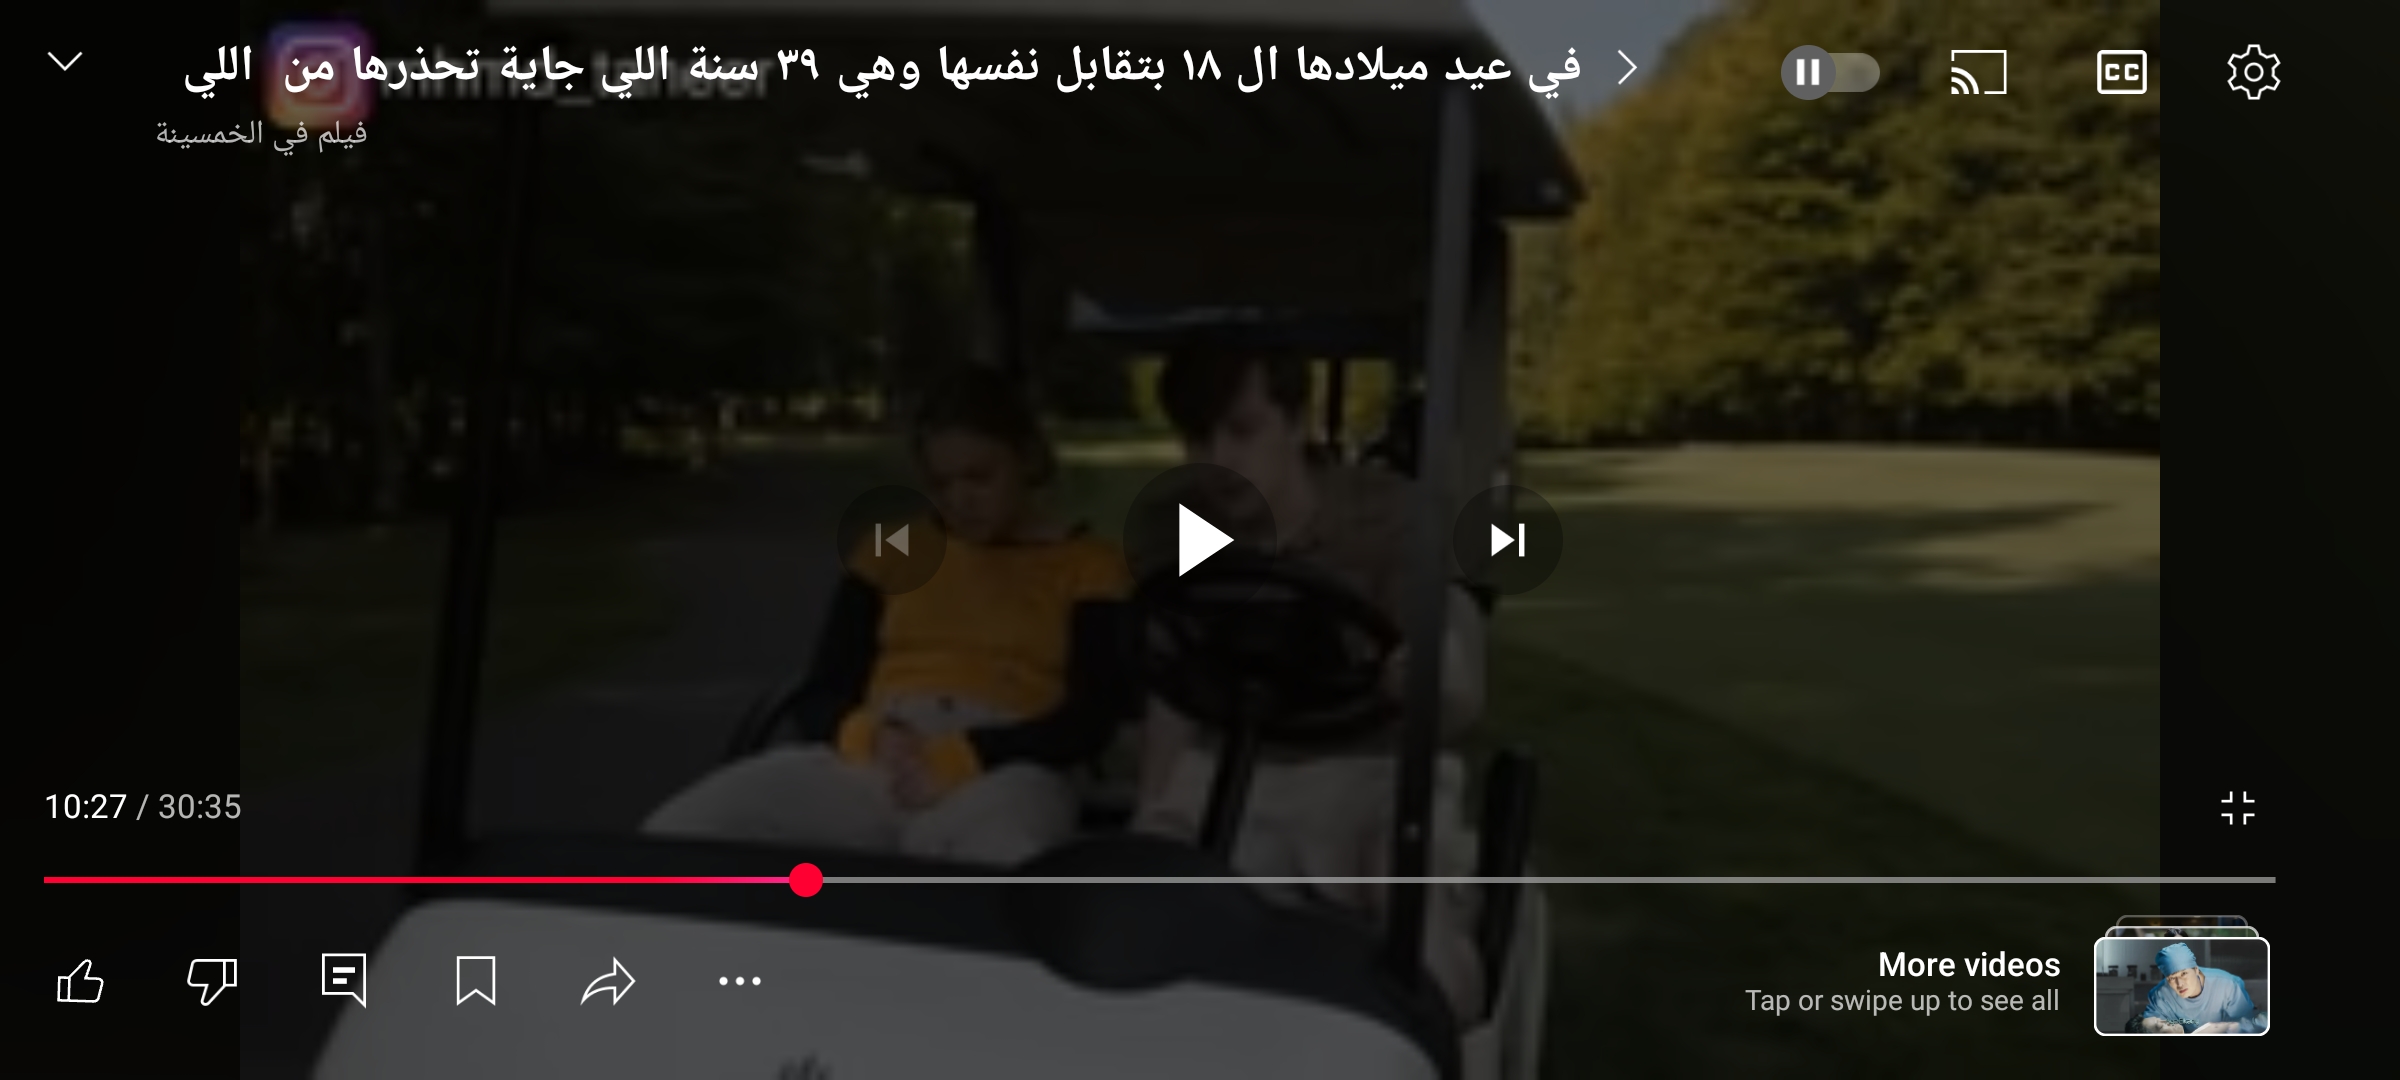 في عيد ميلادها ال ١٨ بتقابل نفسها وهي ٣٩ سنة اللي جاية تحذرها من اللي
فيلم في الخمسينة
CC
10:27 / 30:35
More videos
Tap or swipe up to see all